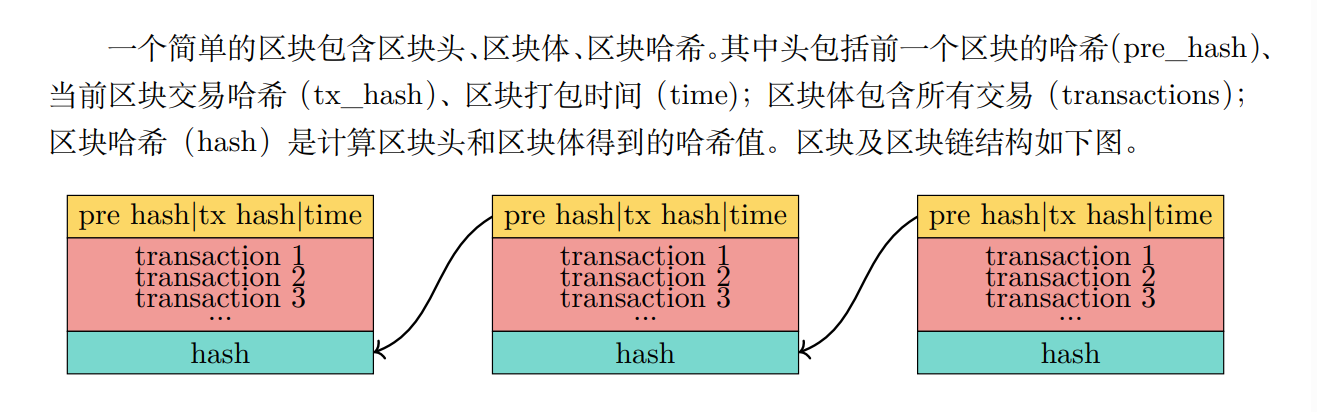 一个简单的区块包含区块头、区块体、区块哈希。其中头包括前一个区块的哈希(pre_hash)、
当前区块交易哈希（tx_hash)、区块打包时间（time)；区块体包含所有交易（transactions)；
区块哈希（hash）是计算区块头和区块体得到的哈希值。区块及区块链结构如下图。
pre hash|tx hash|time
transaction 1
transaction 2
transaction 3
...
hash
pre hash|tx hash|time
transaction 1
transaction 2
transaction 3
...
hash
pre hash|tx hash|time
transaction 1
transaction 2
transaction 3
...
hash